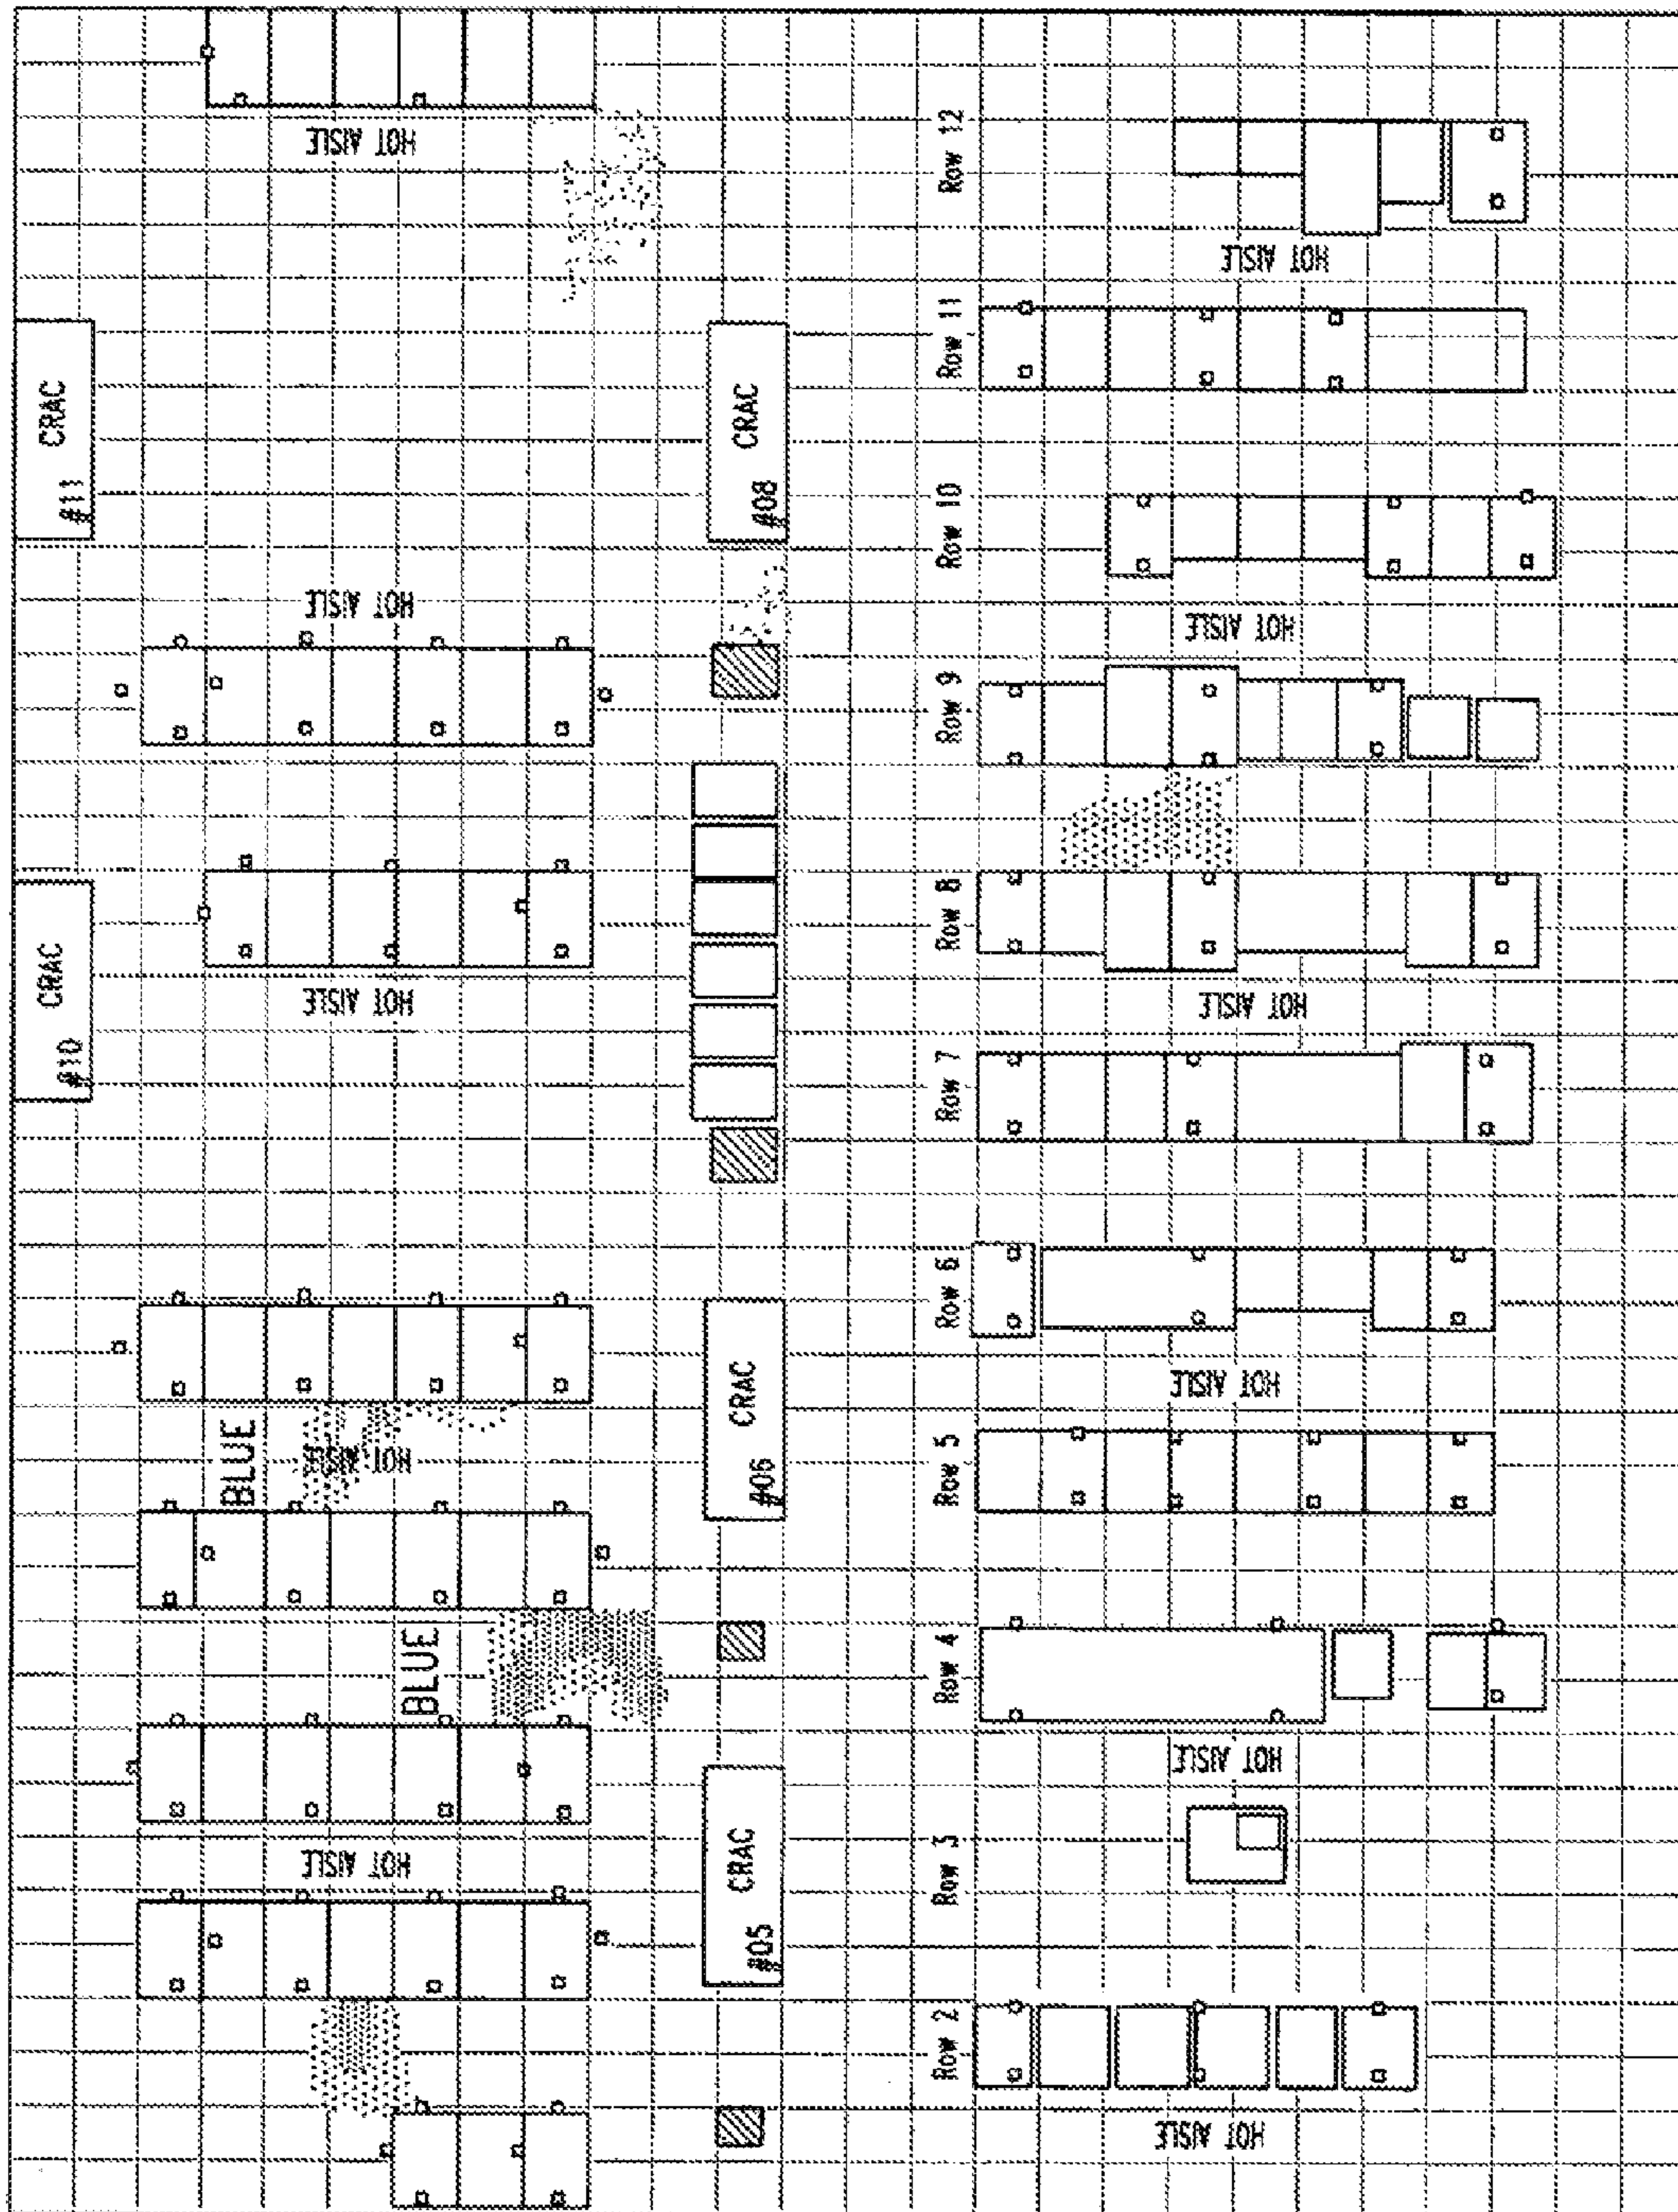 HOT AISLE
Row 12
HOT AISLE
CRAC
#11
CRAC
#08
Row 11
Row 10
HOT AISLE
HOT AISLE
Row 9
CRAC
#10
HOT AISLE
Row 8
HOT AISLE
Row 7
BLUE
HOT AISLE
CRAC
#06
Row 6
HOT AISLE
Row 5
BLUE
Row 4
HOT AISLE
HOT AISLE
CRAC
#05
Row 3
Row 2
HOT AISLE